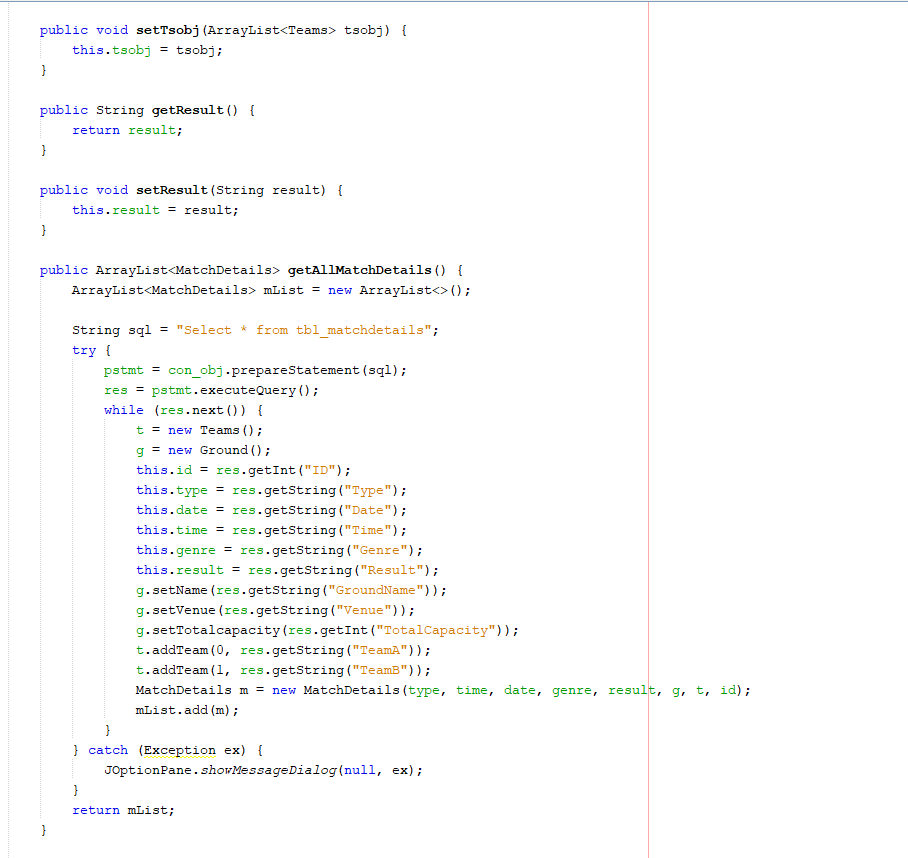 public void setTsobj(ArrayList<Teams> tsobj) {
this.tsobj = tsobj;
}
public String getResult() {
return result;
}
public void setResult(String result) {
this.result = result;
}
public ArrayList<MatchDetails> getAllMatchDetails() {
ArrayList<MatchDetails> mList = new ArrayList<>();
String sql = "Select * from tbl_matchdetails";
try {
pstmt = con_obj.prepareStatement(sql);
res = pstmt.executeQuery();
while (res.next()) {
t = new Teams();
g = new Ground();
this.id = res.getInt("ID");
this.type = res.getString("Type");
this.date = res.getString("Date");
this.time = res.getString("Time");
this.genre = res.getString("Genre");
this.result = res.getString("Result");
g.setName(res.getString("GroundName"));
g.setVenue(res.getString("Venue"));
g.setTotalcapacity(res.getInt("TotalCapacity"));
t.addTeam(0, res.getString("TeamA"));
t.addTeam(1, res.getString("TeamB"));
MatchDetails m = new MatchDetails(type, time, date, genre, result, g, t, id);
mList.add(m);
}
} catch (Exception ex) {
JOptionPane.showMessageDialog(null, ex);
}
return mList;
}